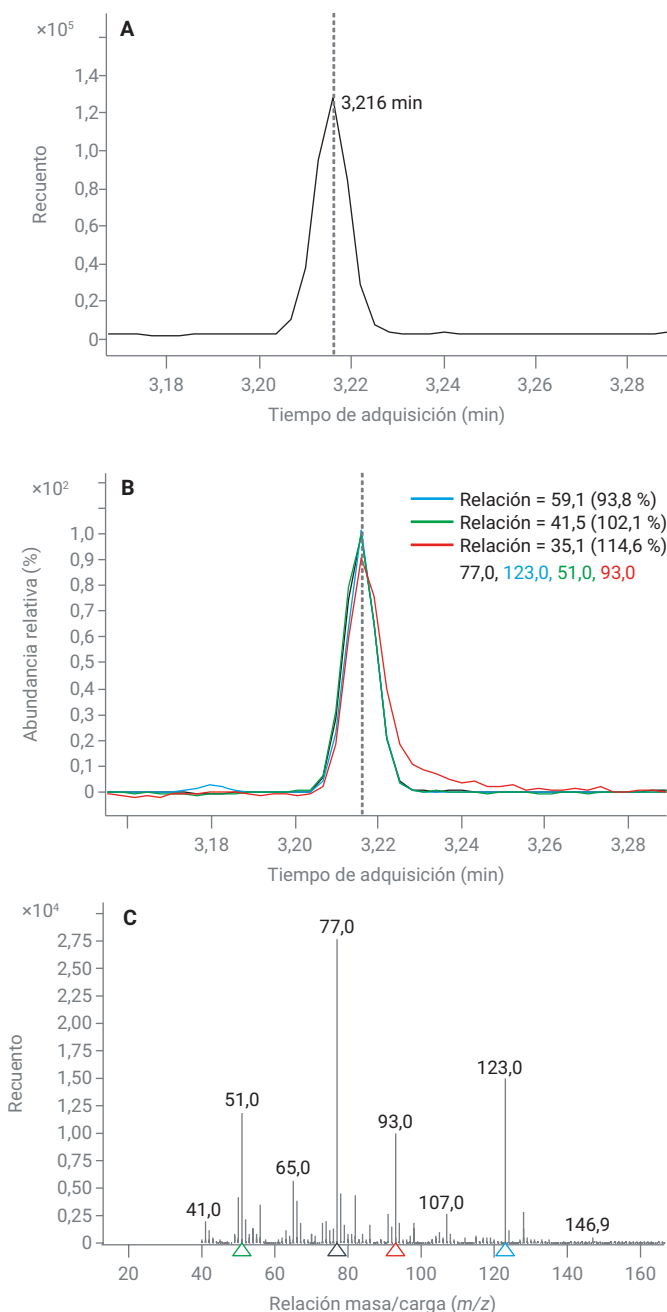 ×10⁵
A
Recuento
1,4
1,2
1,0
0,8
0,6
0,4
0,2
0
3,216 min
3,18 3,20 3,22 3,24 3,26 3,28
Tiempo de adquisición (min)
×10²
B
Abundancia relativa (%)
1,0
0,9
0,8
0,7
0,6
0,5
0,4
0,3
0,2
0,1
0
Relación = 59,1 (93,8 %)
Relación = 41,5 (102,1 %)
Relación = 35,1 (114,6 %)
77,0, 123,0, 51,0, 93,0
3,18 3,20 3,22 3,24 3,26 3,28
Tiempo de adquisición (min)
×10⁴
C
Recuento
2,75
2,50
2,25
2,00
1,75
1,50
1,25
1,00
0,75
0,50
0,25
0
77,0
123,0
51,0
93,0
65,0
107,0
41,0
146,9
20 40 60 80 100 120 140 160
Relación masa/carga (m/z)